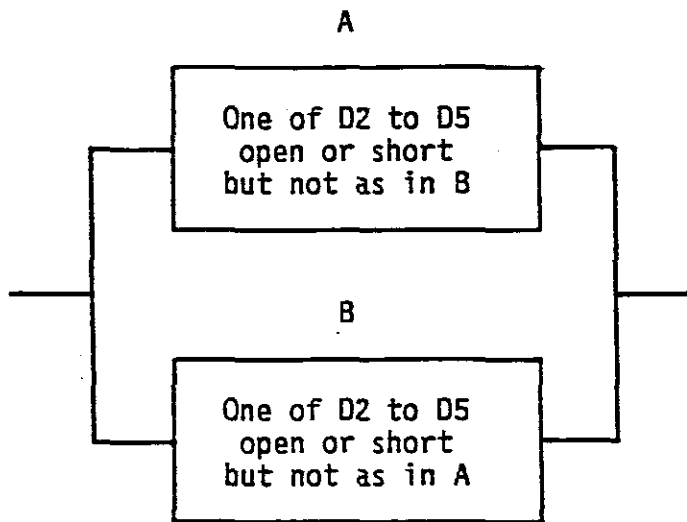 A
One of D2 to D5
open or short
but not as in B
B
One of D2 to D5
open or short
but not as in A